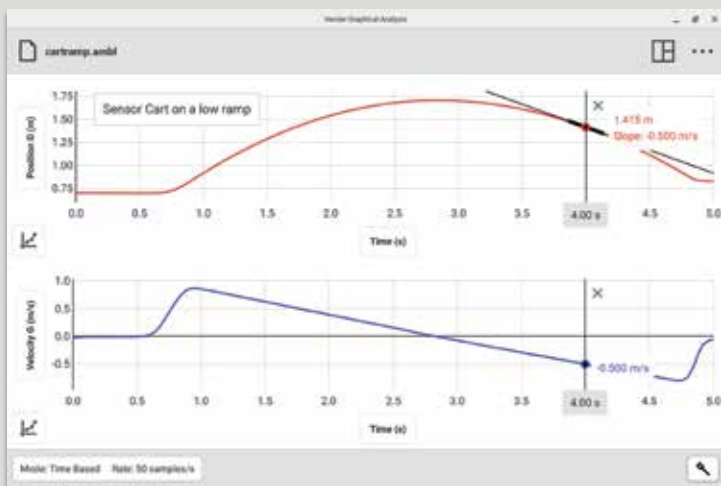 Vernier Graphical Analysis
cartramp.ambl
Position G (m)
1.75
1.50
1.25
1.00
0.75
Sensor Cart on a low ramp
1.415 m
Slope: -0.500 m/s
0.0 0.5 1.0 1.5 2.0 2.5 3.0 3.5 4.00 s 4.5 5.0
Time (s)
Velocity G (m/s)
1.0
0.5
0.0
-0.5
-0.500 m/s
0.0 0.5 1.0 1.5 2.0 2.5 3.0 3.5 4.00 s 4.5 5.0
Time (s)
Mode: Time Based Rate: 50 samples/s